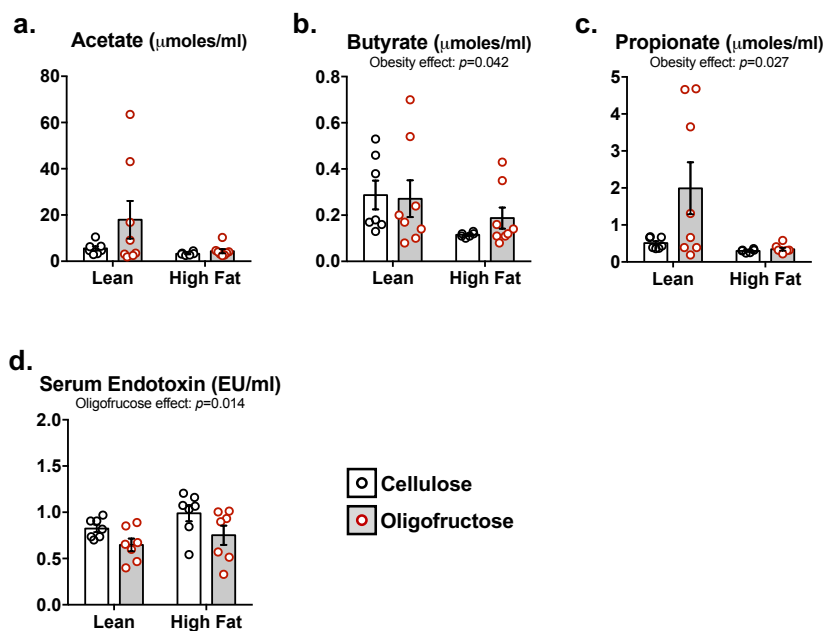 a.
Acetate (μmoles/ml)
80
60
40
20
0
Lean
High Fat
b.
Butyrate (μmoles/ml)
Obesity effect: p=0.042
0.8
0.6
0.4
0.2
0.0
Lean
High Fat
c.
Propionate (μmoles/ml)
Obesity effect: p=0.027
5
4
3
2
1
0
Lean
High Fat
d.
Serum Endotoxin (EU/ml)
Oligofrucose effect: p=0.014
2.0
1.5
1.0
0.5
0.0
Lean
High Fat
Cellulose
Oligofructose